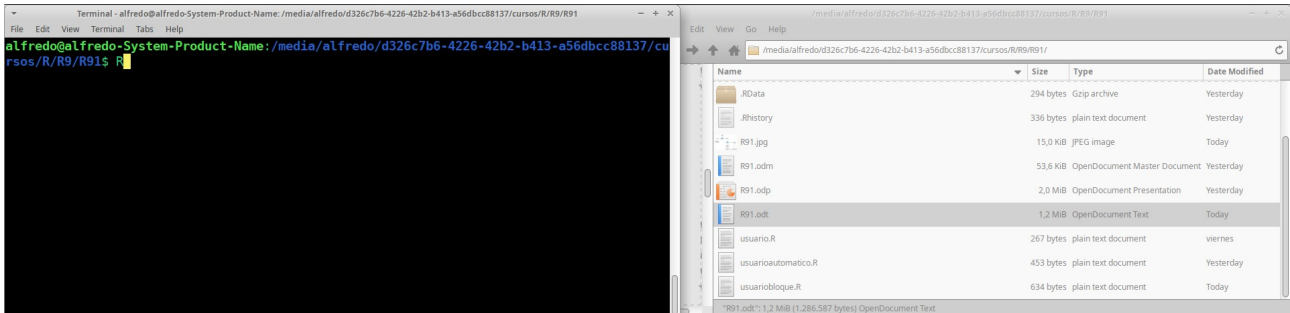 Terminal - alfredo@alfredo-System-Product-Name: /media/alfredo/d326c7b6-4226-42b2-b413-a56dbcc88137/cursos/R/R9/R91
File Edit View Terminal Tabs Help
alfredo@alfredo-System-Product-Name:/media/alfredo/d326c7b6-4226-42b2-b413-a56dbcc88137/cu
rsos/R/R9/R91$ R
/media/alfredo/d326c7b6-4226-42b2-b413-a56dbcc88137/cursos/R/R9/R91
Edit View Go Help
/media/alfredo/d326c7b6-4226-42b2-b413-a56dbcc88137/cursos/R/R9/R91/
Name Size Type Date Modified
.RData 294 bytes Gzip archive Yesterday
.Rhistory 336 bytes plain text document Yesterday
R91.jpg 15,0 KiB JPEG image Today
R91.odm 53,6 KiB OpenDocument Master Document Yesterday
R91.odp 2,0 MiB OpenDocument Presentation Yesterday
R91.odt 1,2 MiB OpenDocument Text Today
usuario.R 267 bytes plain text document viernes
usuarioautomatico.R 453 bytes plain text document Yesterday
usuariobloque.R 634 bytes plain text document Today
"R91.odt": 1,2 MiB (1.286.587 bytes) OpenDocument Text